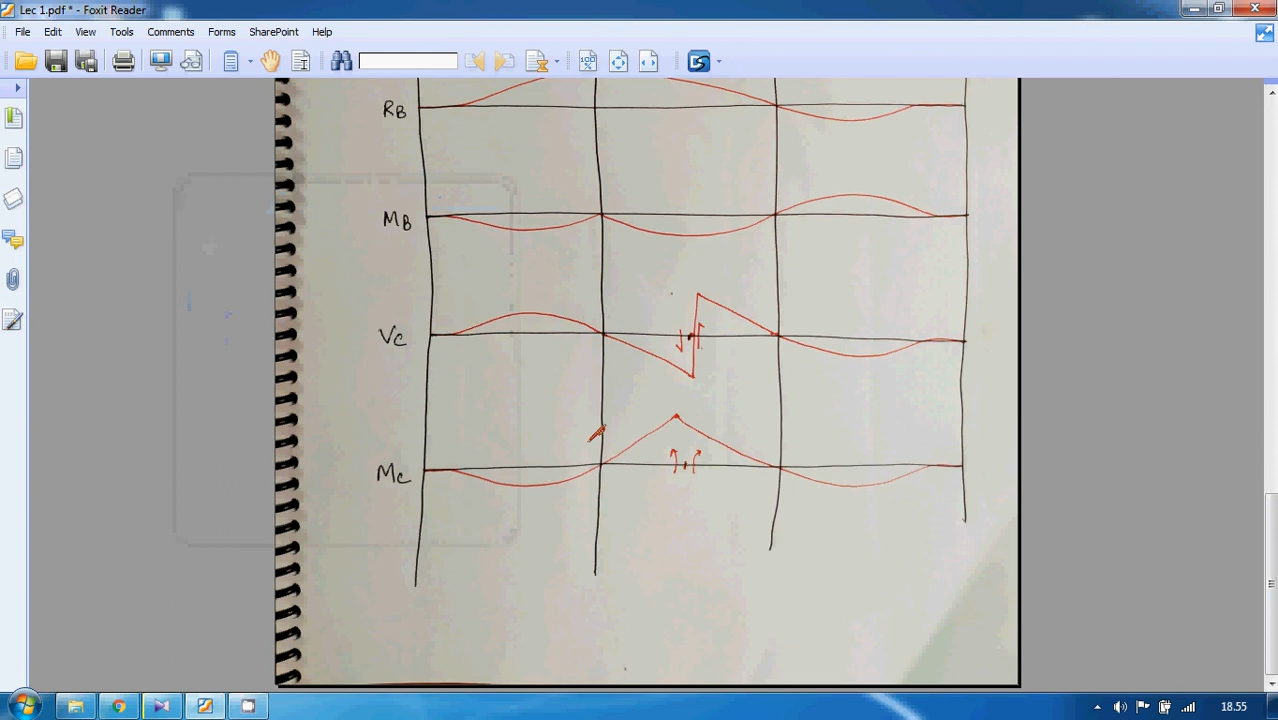 Lec 1.pdf * - Foxit Reader
File Edit View Tools Comments Forms SharePoint Help
RB
MB
VC
MC
18.55